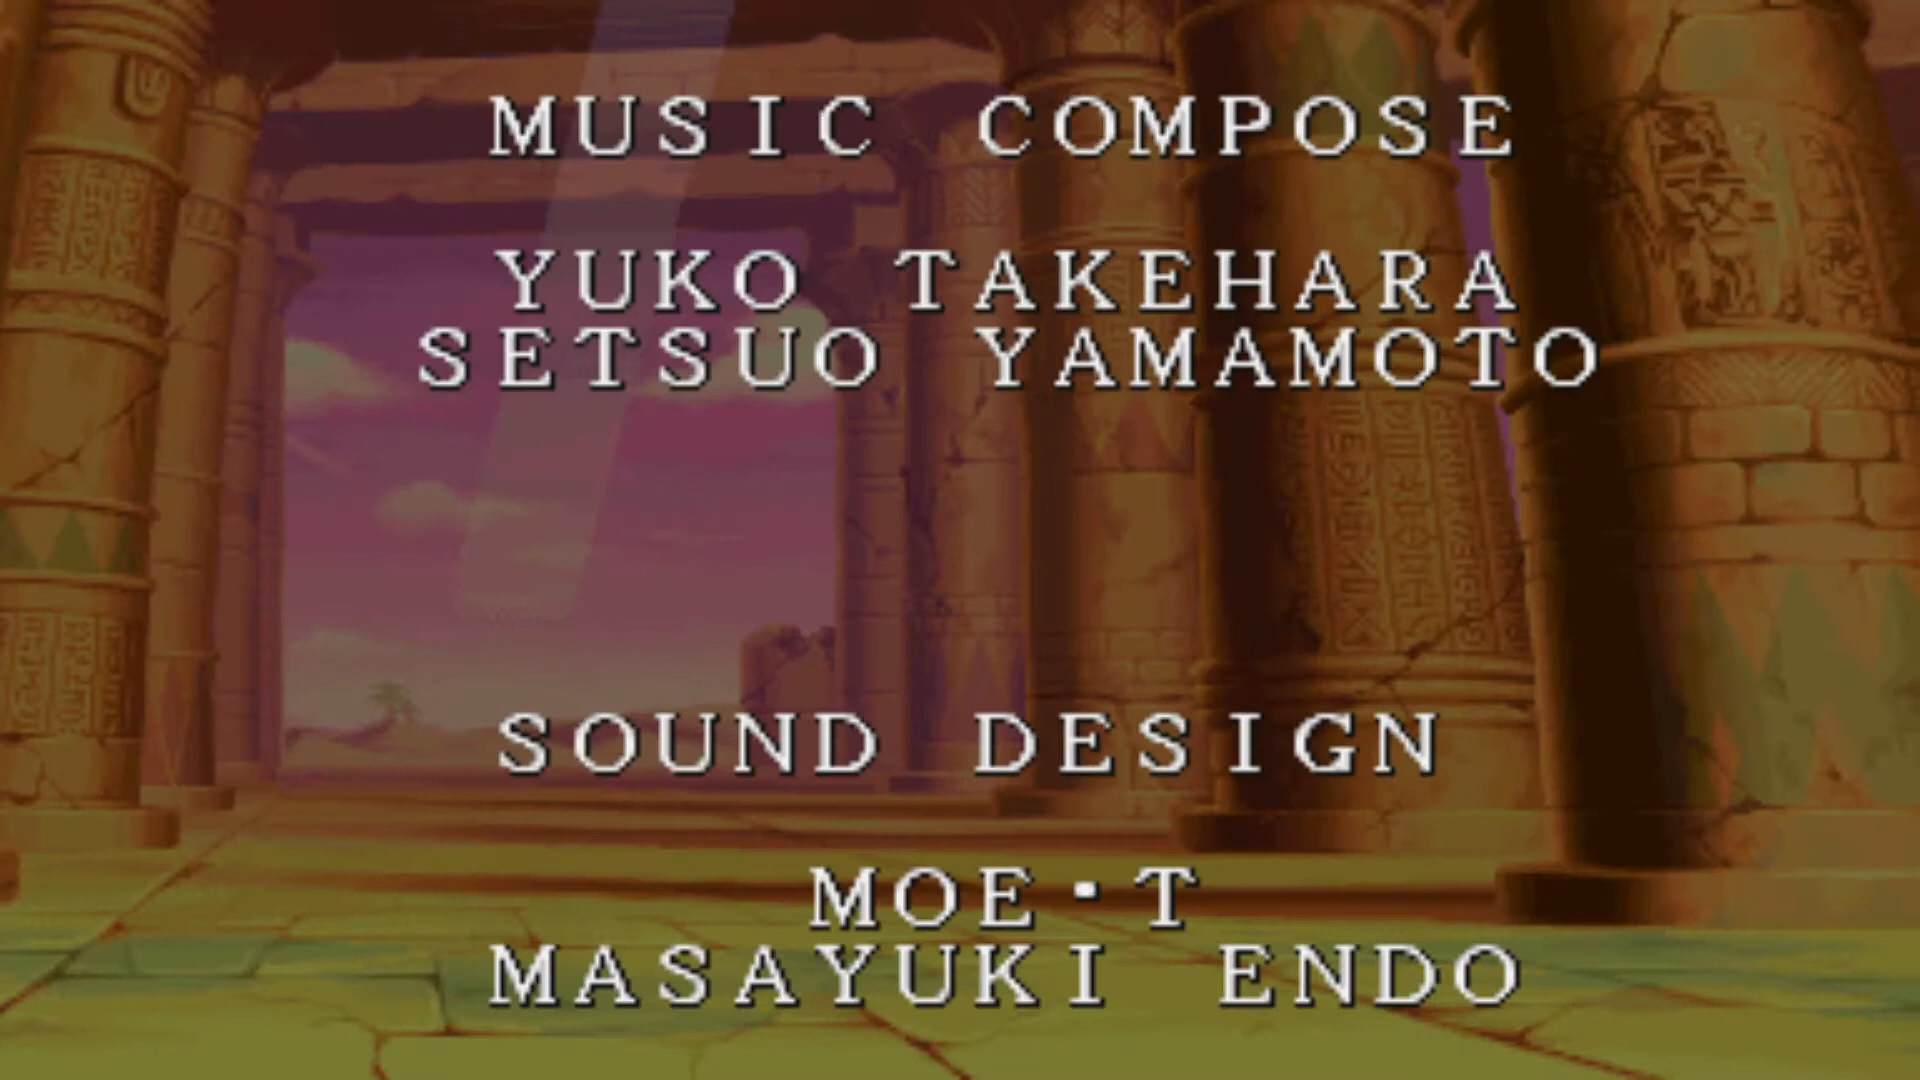 MUSIC COMPOSE
YUKO TAKEHARA
SETSUO YAMAMOTO
SOUND DESIGN
MOE・T
MASAYUKI ENDO